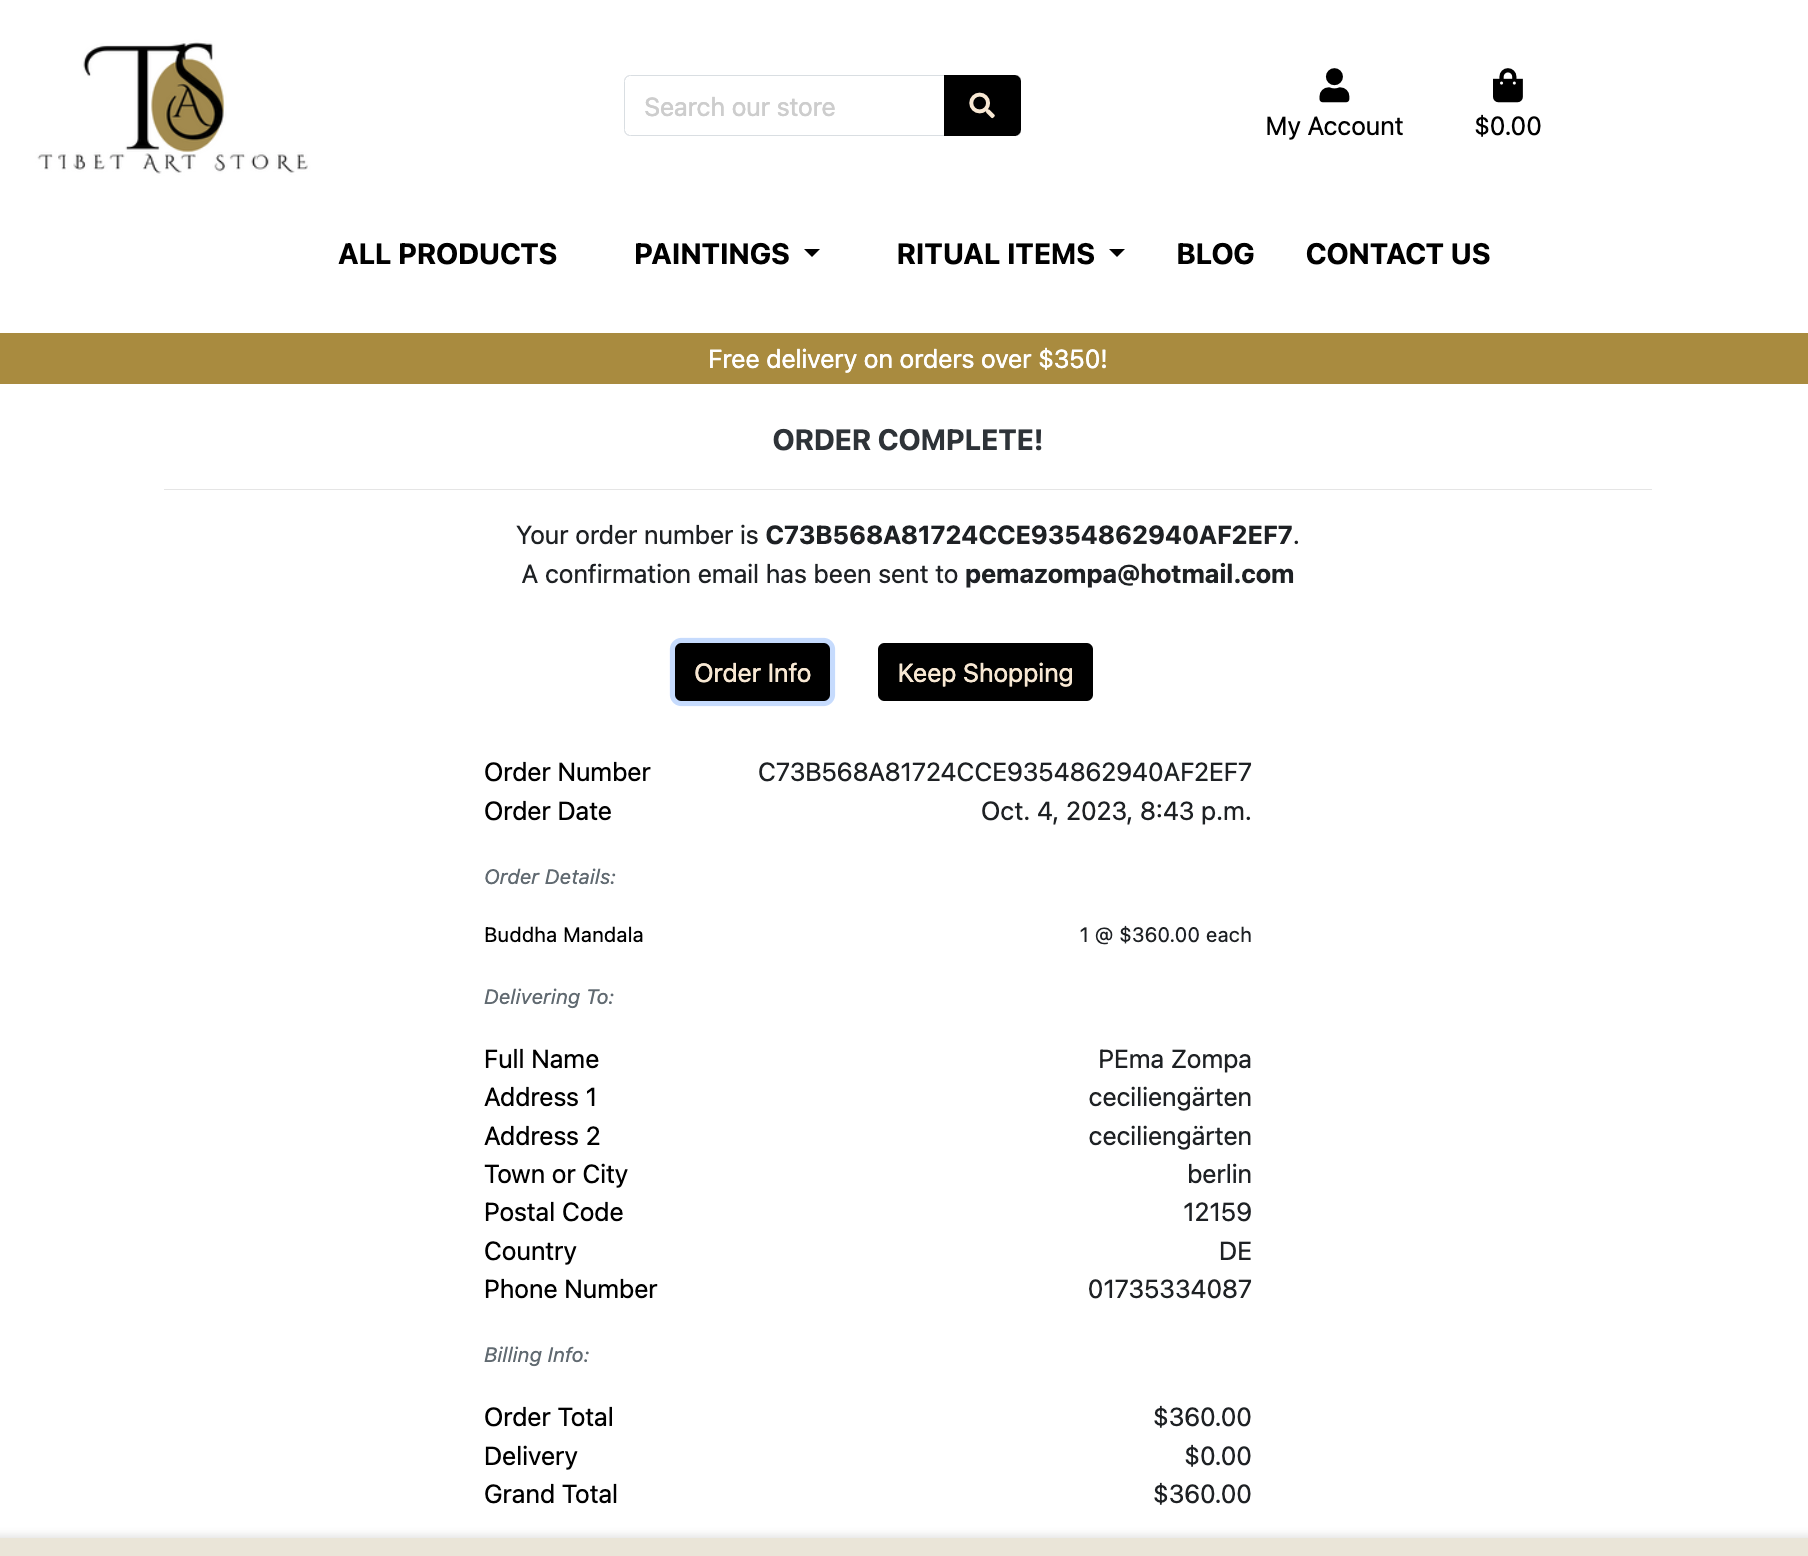 TAS
TIBET ART STORE
Search our store
My Account
$0.00
ALL PRODUCTS
PAINTINGS
RITUAL ITEMS
BLOG
CONTACT US
Free delivery on orders over $350!
ORDER COMPLETE!
Your order number is C73B568A81724CCE9354862940AF2EF7.
A confirmation email has been sent to pemazompa@hotmail.com
Order Info
Keep Shopping
Order Number C73B568A81724CCE9354862940AF2EF7
Order Date Oct. 4, 2023, 8:43 p.m.
Order Details:
Buddha Mandala 1 @ $360.00 each
Delivering To:
Full Name PEma Zompa
Address 1 ceciliengärten
Address 2 ceciliengärten
Town or City berlin
Postal Code 12159
Country DE
Phone Number 01735334087
Billing Info:
Order Total $360.00
Delivery $0.00
Grand Total $360.00